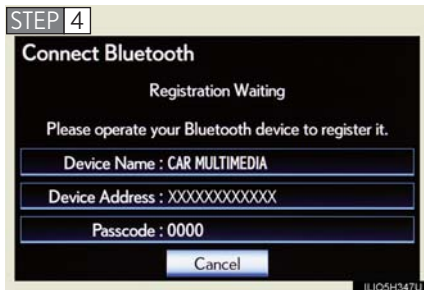 STEP 4
Connect Bluetooth
Registration Waiting
Please operate your Bluetooth device to register it.
Device Name : CAR MULTIMEDIA
Device Address : XXXXXXXXXXXX
Passcode : 0000
Cancel
ILIO5H347U